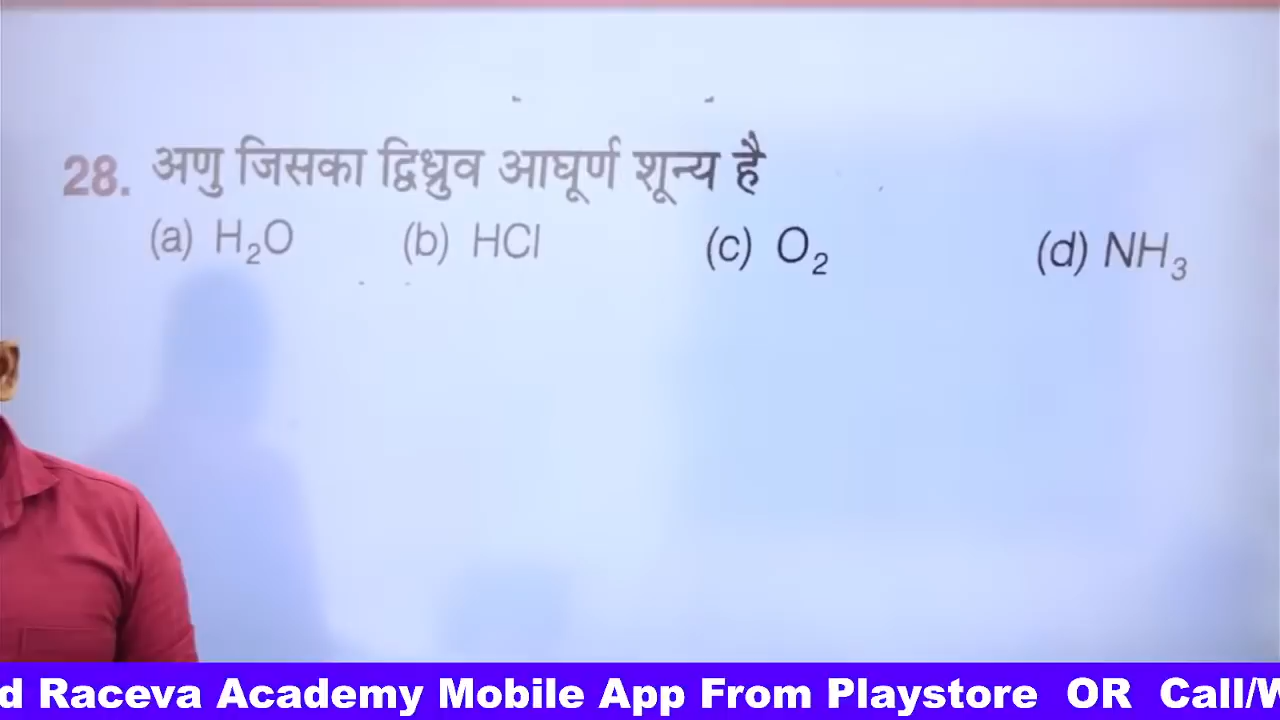 28. अणु जिसका द्विध्रुव आघूर्ण शून्य है
(a) H₂O (b) HCl (c) O₂ (d) NH₃
d Raceva Academy Mobile App From Playstore OR Call/W